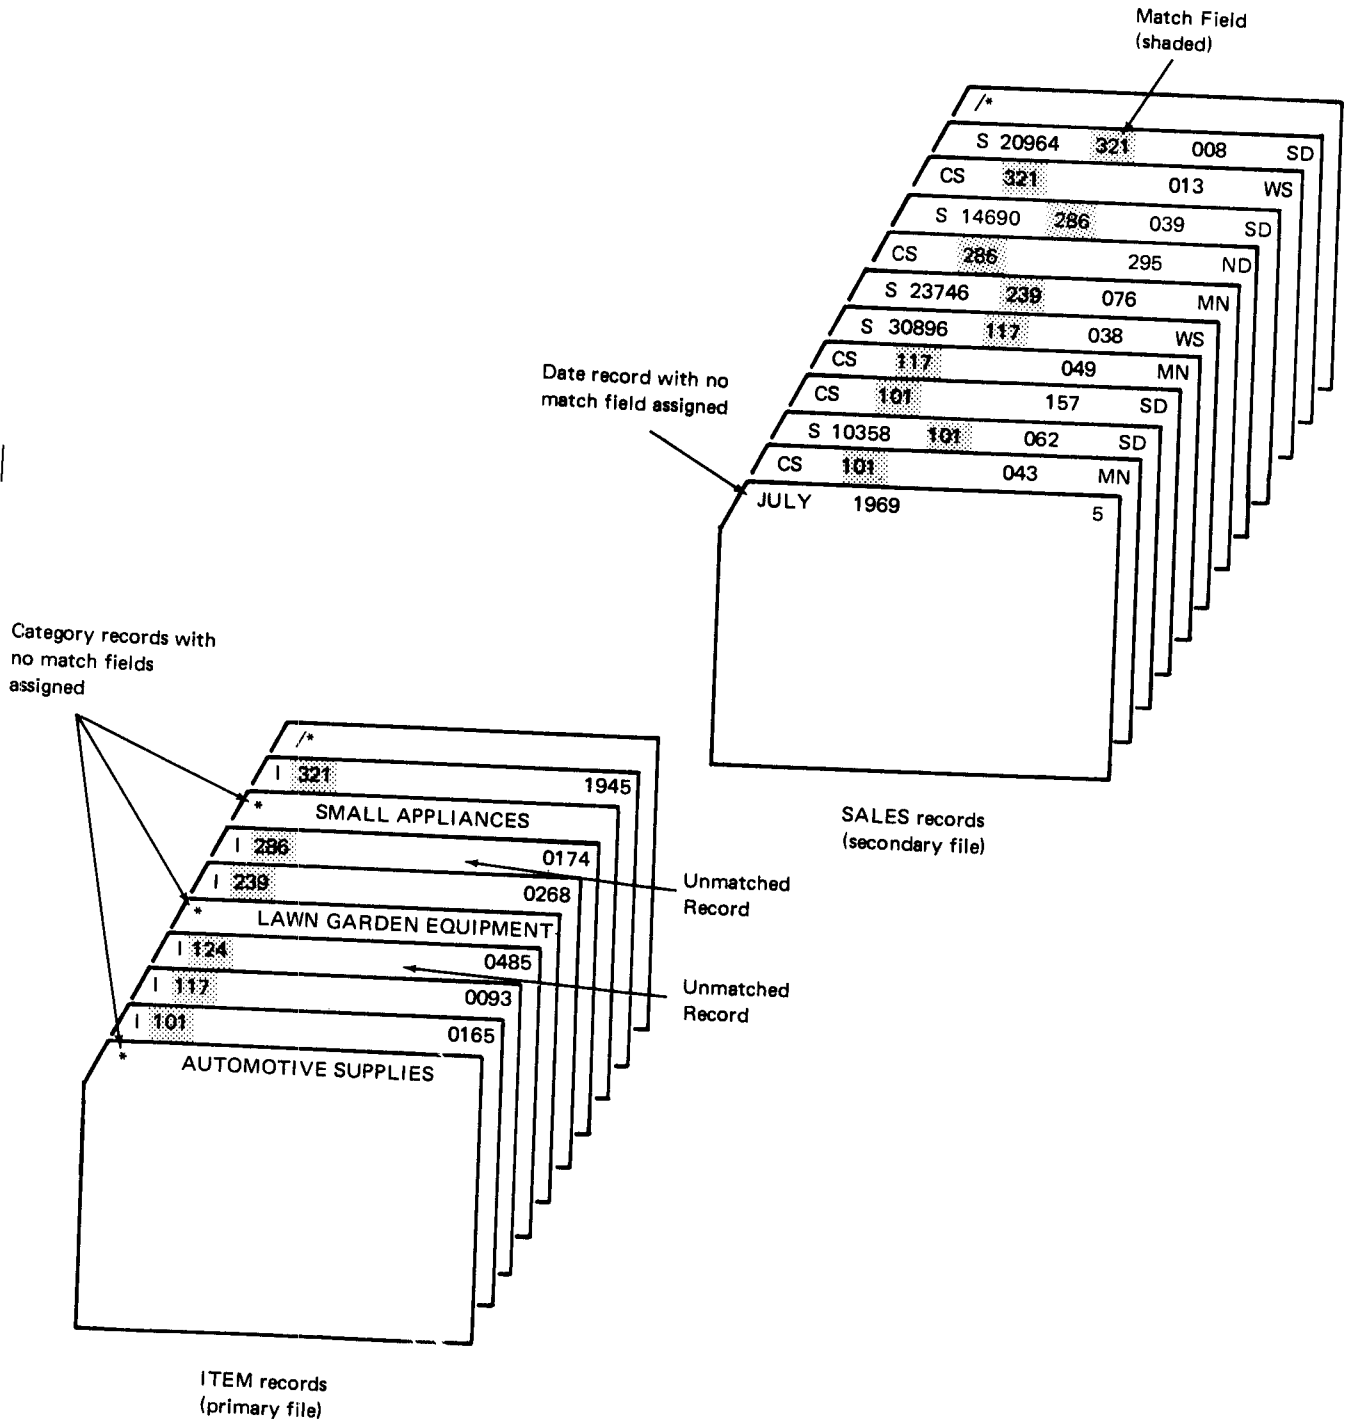 Match Field
(shaded)
/*
S 20964 321 008 SD
CS 321 013 WS
S 14690 286 039 SD
CS 286 295 ND
S 23746 239 076 MN
S 30896 117 038 WS
CS 117 049 MN
CS 101 157 SD
S 10358 101 062 SD
CS 101 043 MN
JULY 1969 5
Date record with no
match field assigned
SALES records
(secondary file)
Category records with
no match fields
assigned
/*
I 321 1945
* SMALL APPLIANCES
I 286 0174
I 239 0268
* LAWN GARDEN EQUIPMENT
I 124 0485
I 117 0093
I 101 0165
* AUTOMOTIVE SUPPLIES
Unmatched
Record
Unmatched
Record
ITEM records
(primary file)